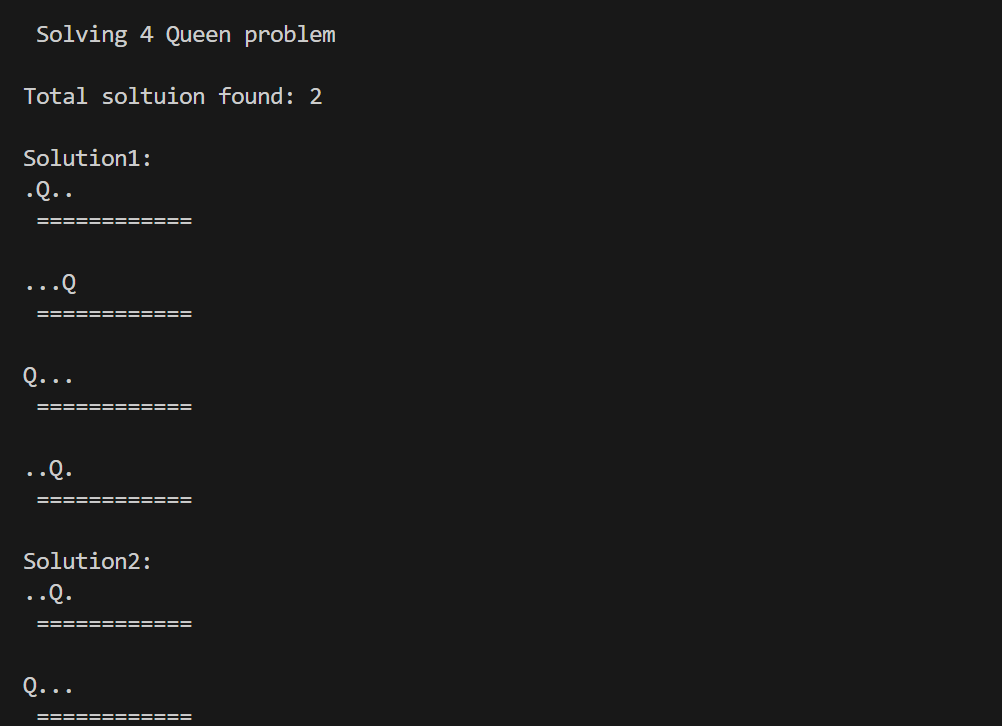 Solving 4 Queen problem
Total soltuion found: 2
Solution1:
.Q..
============
...Q
============
Q...
============
..Q.
============
Solution2:
..Q.
============
Q...
============